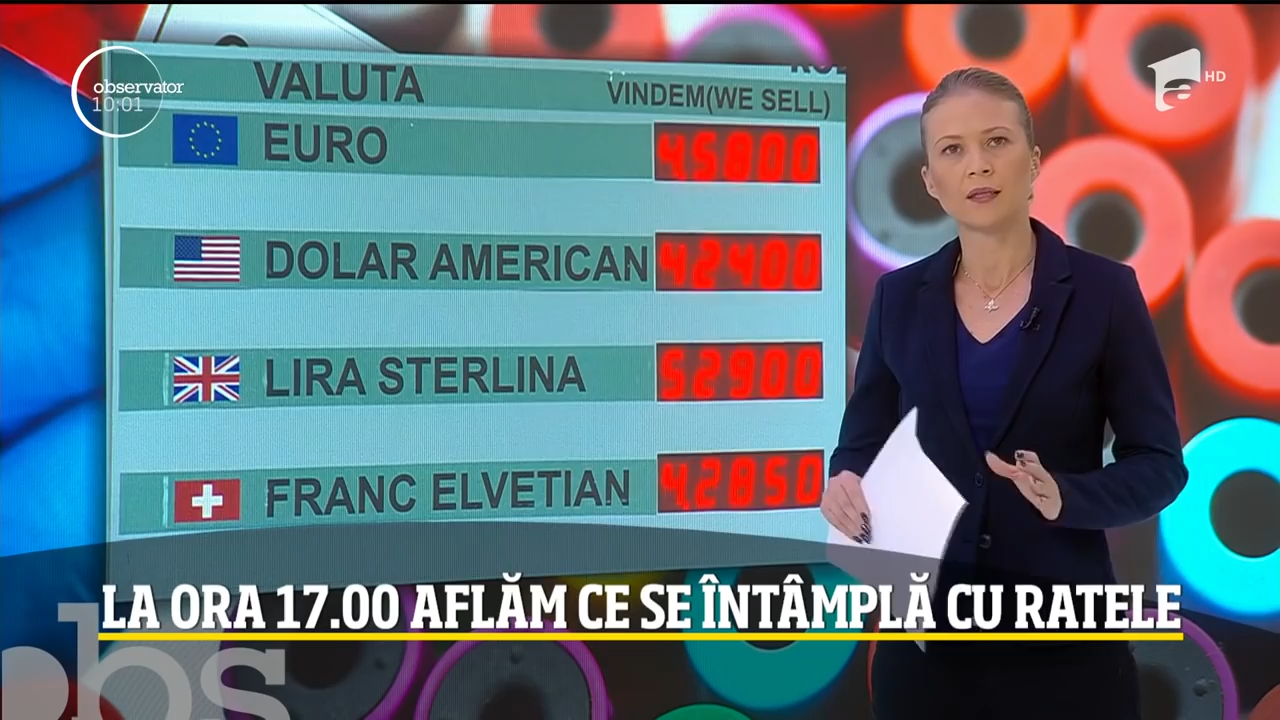 observator
10:01
HD
VALUTA
VINDEM(WE SELL)
EURO
4.5800
DOLAR AMERICAN
4.2400
LIRA STERLINA
5.2900
FRANC ELVETIAN
4.2850
LA ORA 17.00 AFLĂM CE SE ÎNTÂMPLĂ CU RATELE
obs